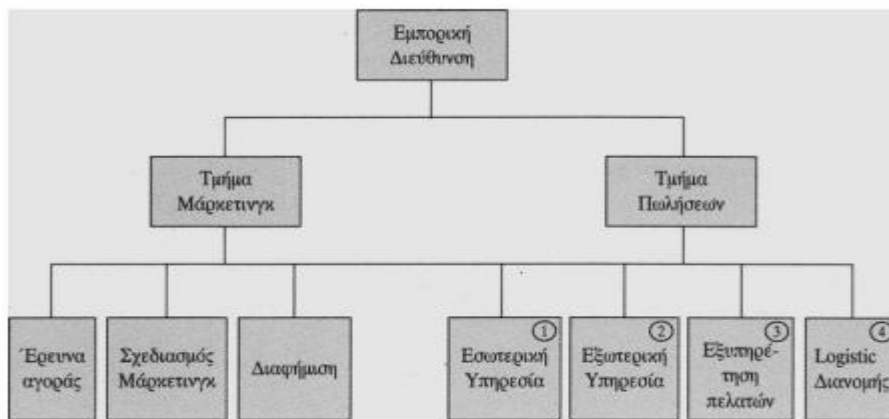 Εμπορική
Διεύθυνση
Τμήμα
Μάρκετινγκ
Τμήμα
Πωλήσεων
Έρευνα
αγοράς
Σχεδιασμός
Μάρκετινγκ
Διαφήμιση
1
Εσωτερική
Υπηρεσία
2
Εξωτερική
Υπηρεσία
3
Εξυπηρέ-
τηση
πελατών
4
Logistic
Διανομής